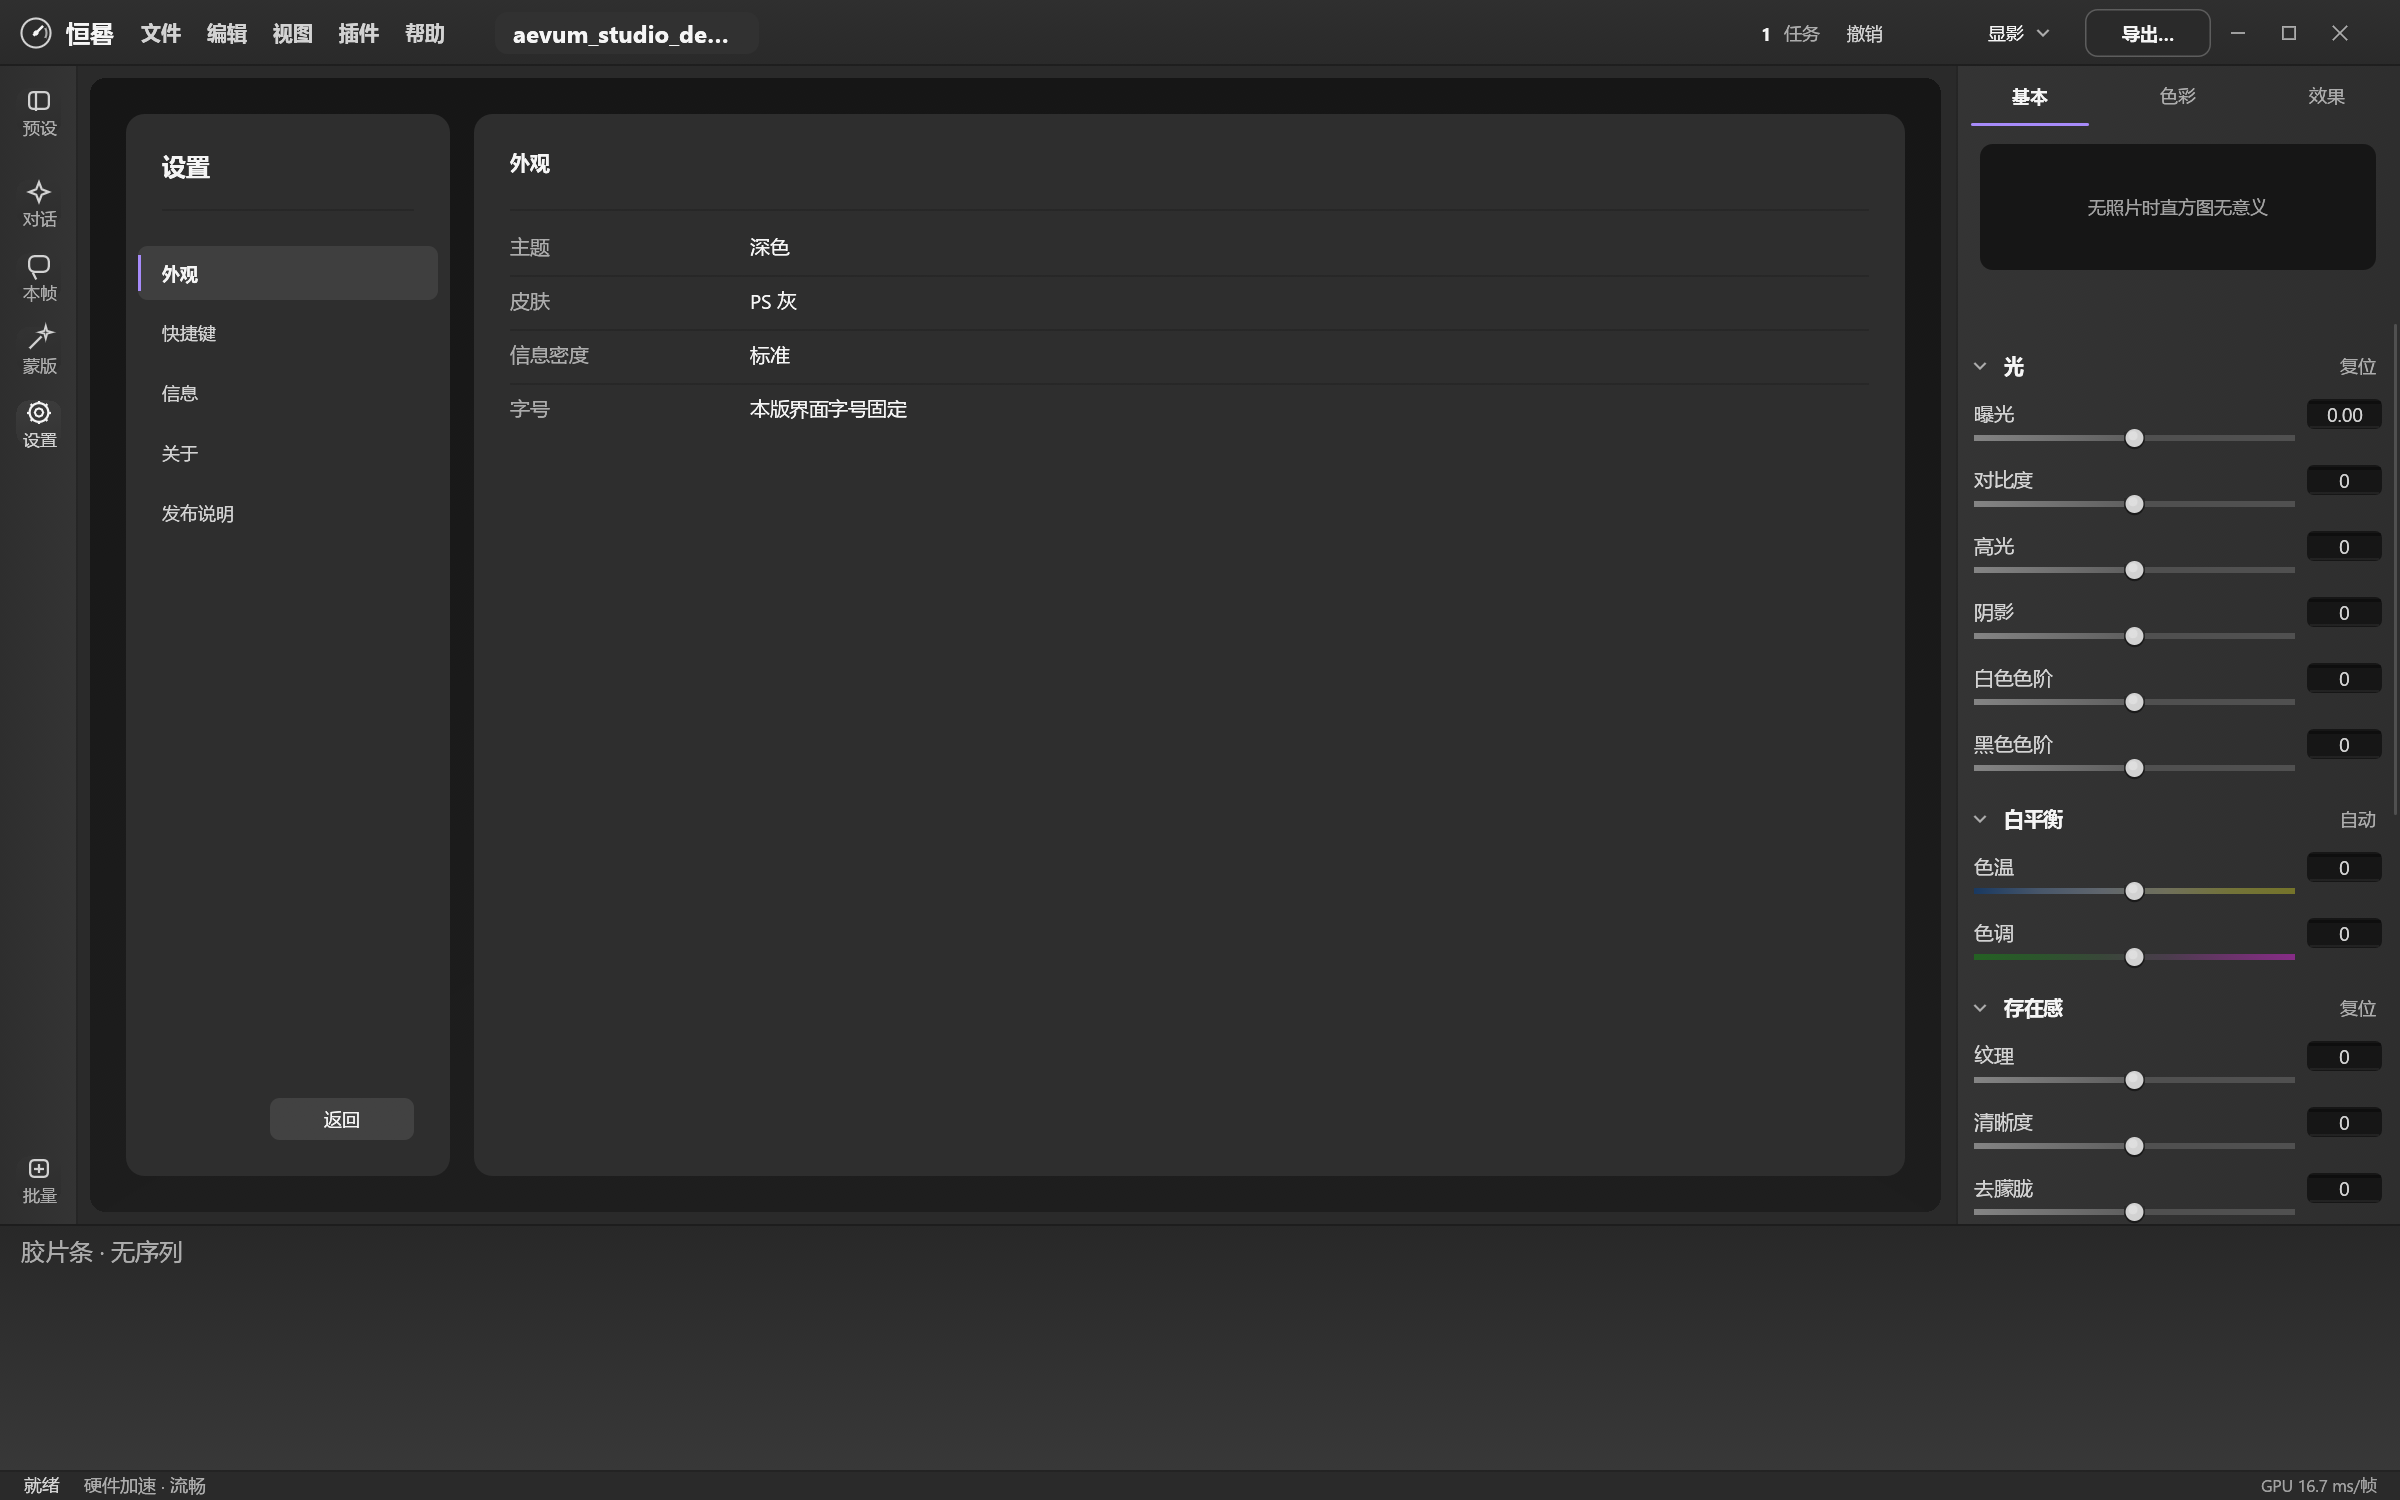 恒晷 文件 编辑 视图 插件 帮助 aevum_studio_de... 1 任务 撤销 显影 导出...
预设
对话
本帧
蒙版
设置
批量
设置
外观
快捷键
信息
关于
发布说明
返回
外观
主题 深色
皮肤 PS 灰
信息密度 标准
字号 本版界面字号固定
基本 色彩 效果
无照片时直方图无意义
光 复位
曝光 0.00
对比度 0
高光 0
阴影 0
白色色阶 0
黑色色阶 0
白平衡 自动
色温 0
色调 0
存在感 复位
纹理 0
清晰度 0
去朦胧 0
胶片条 · 无序列
就绪 硬件加速 · 流畅 GPU 16.7 ms/帧